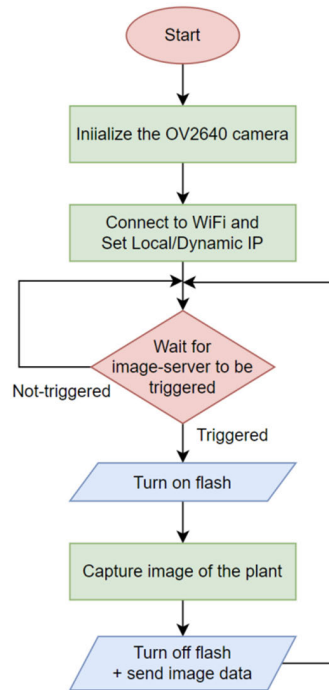 Start
Iniialize the OV2640 camera
Connect to WiFi and
Set Local/Dynamic IP
Wait for
image-server to be
triggered
Not-triggered
Triggered
Turn on flash
Capture image of the plant
Turn off flash
+ send image data